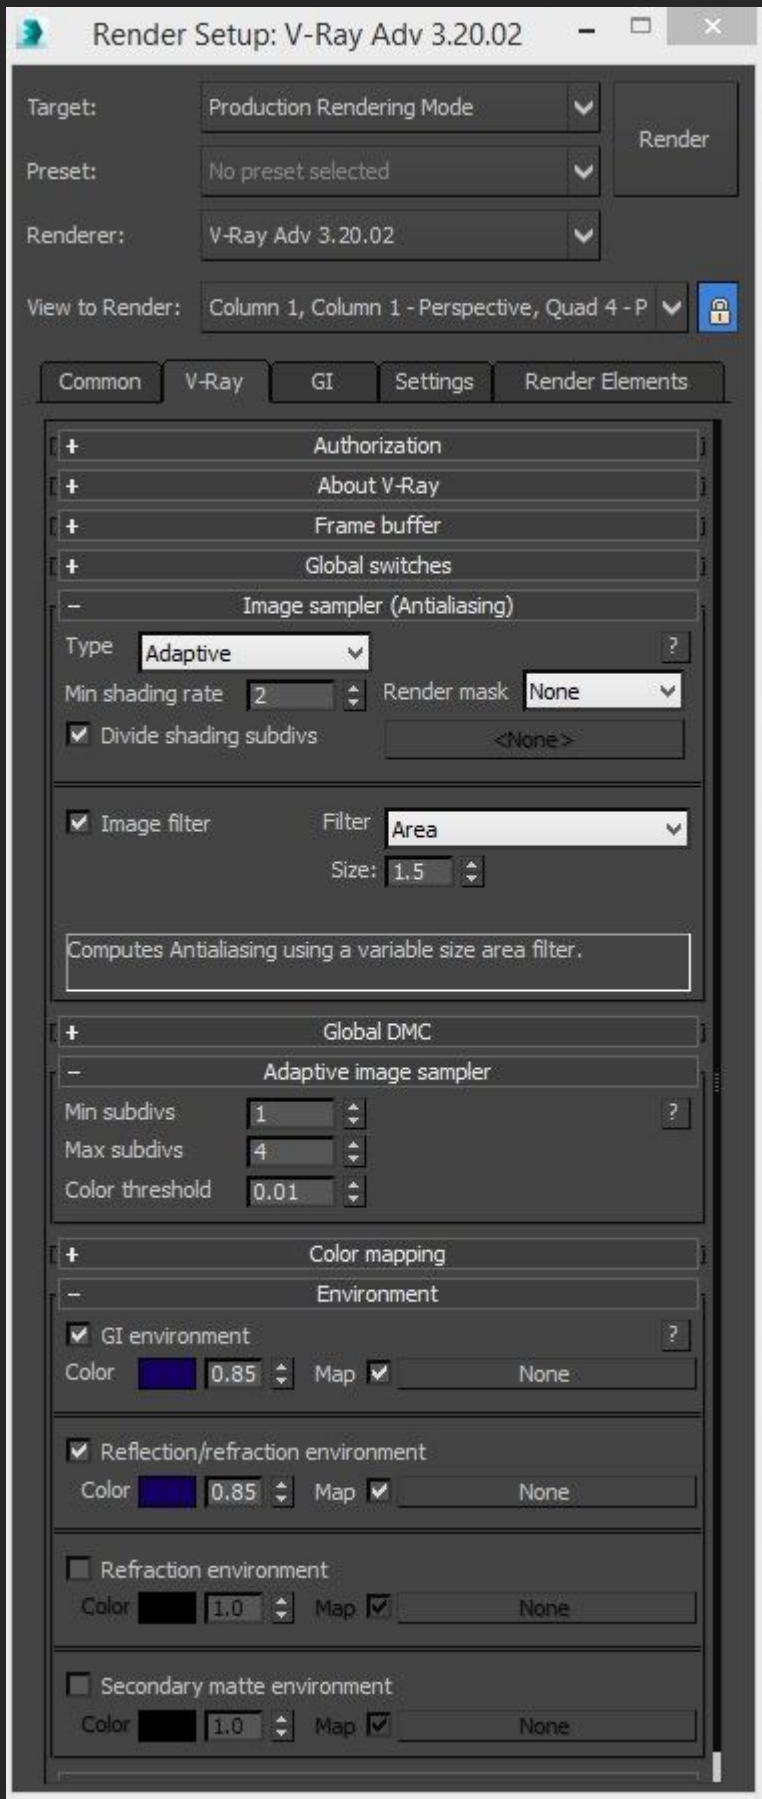 Render Setup: V-Ray Adv 3.20.02
Target: Production Rendering Mode
Render
Preset: No preset selected
Renderer: V-Ray Adv 3.20.02
View to Render: Column 1, Column 1 - Perspective, Quad 4 - P
Common V-Ray GI Settings Render Elements
+ Authorization
+ About V-Ray
+ Frame buffer
+ Global switches
- Image sampler (Antialiasing)
Type Adaptive ?
Min shading rate 2 Render mask None
Divide shading subdivs <None>
Image filter Filter Area
Size: 1.5
Computes Antialiasing using a variable size area filter.
+ Global DMC
- Adaptive image sampler
Min subdivs 1 ?
Max subdivs 4
Color threshold 0.01
+ Color mapping
- Environment
GI environment ?
Color 0.85 Map None
Reflection/refraction environment
Color 0.85 Map None
Refraction environment
Color 1.0 Map None
Secondary matte environment
Color 1.0 Map None